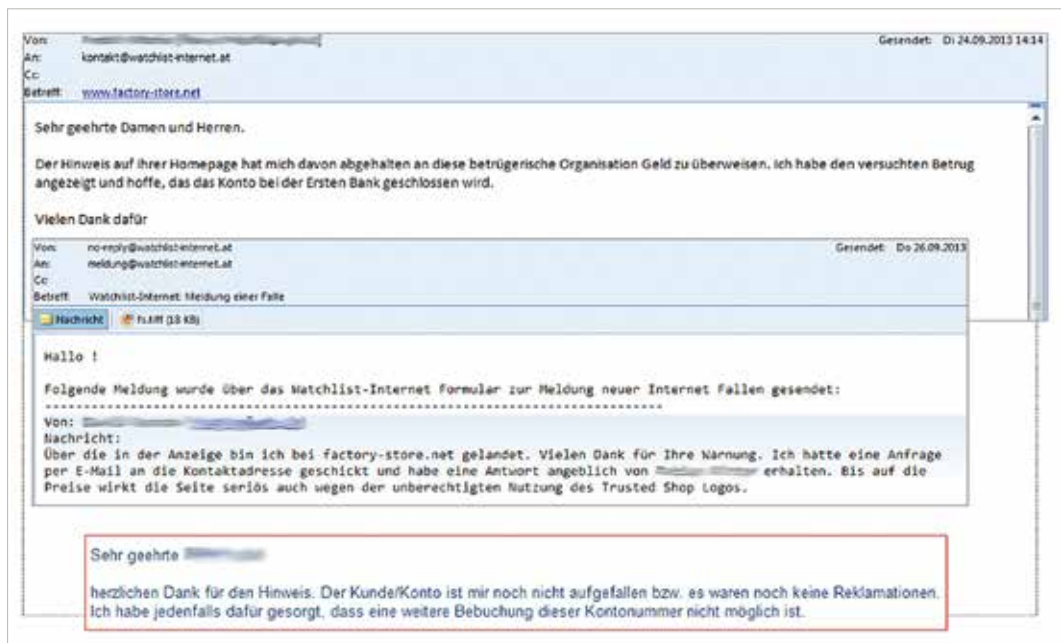 Von:
Gesendet: Di 24.09.2013 14:14
An: kontakt@watchlist-internet.at
Cc:
Betreff: www.factory-store.net
Sehr geehrte Damen und Herren.
Der Hinweis auf Ihrer Homepage hat mich davon abgehalten an diese betrügerische Organisation Geld zu überweisen. Ich habe den versuchten Betrug
angezeigt und hoffe, das das Konto bei der Ersten Bank geschlossen wird.
Vielen Dank dafür
Von: no-reply@watchlist-internet.at
Gesendet: Do 26.09.2013
An: meldung@watchlist-internet.at
Cc
Betreff: Watchlist-Internet: Meldung einer Falle
Nachricht
(18 KB)
Hallo !
Folgende Meldung wurde über das Watchlist-Internet Formular zur Meldung neuer Internet Fallen gesendet:
Von:
Nachricht:
Über die in der Anzeige bin ich bei factory-store.net gelandet. Vielen Dank für Ihre Warnung. Ich hatte eine Anfrage
per E-Mail an die Kontaktadresse geschickt und habe eine Antwort angeblich von erhalten. Bis auf die
Preise wirkt die Seite seriös auch wegen der unberechtigten Nutzung des Trusted Shop Logos.
Sehr geehrte
herzlichen Dank für den Hinweis. Der Kunde/Konto ist mir noch nicht aufgefallen bzw. es waren noch keine Reklamationen.
Ich habe jedenfalls dafür gesorgt, dass eine weitere Bebuchung dieser Kontonummer nicht möglich ist.